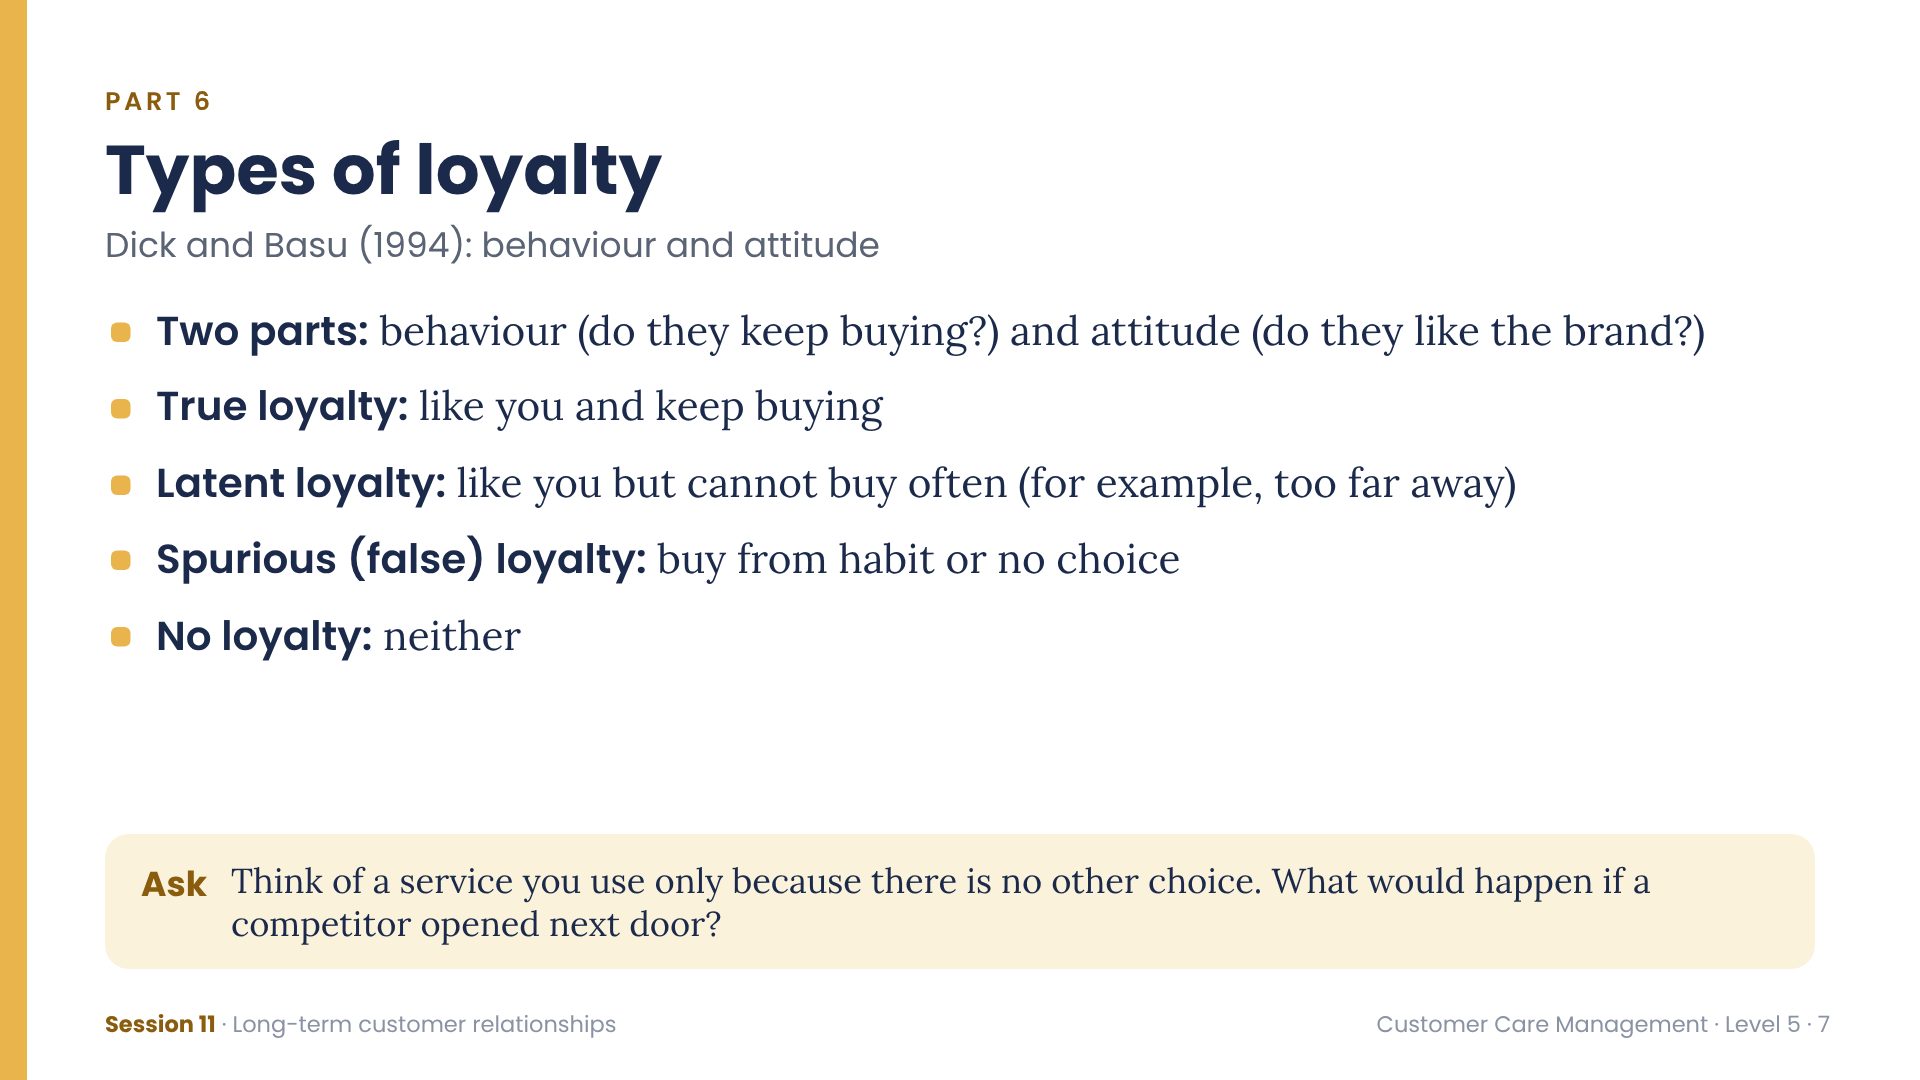 PART 6
Types of loyalty
Dick and Basu (1994): behaviour and attitude
Two parts: behaviour (do they keep buying?) and attitude (do they like the brand?)
True loyalty: like you and keep buying
Latent loyalty: like you but cannot buy often (for example, too far away)
Spurious (false) loyalty: buy from habit or no choice
No loyalty: neither
Ask Think of a service you use only because there is no other choice. What would happen if a
competitor opened next door?
Session 11 · Long-term customer relationships
Customer Care Management · Level 5 · 7